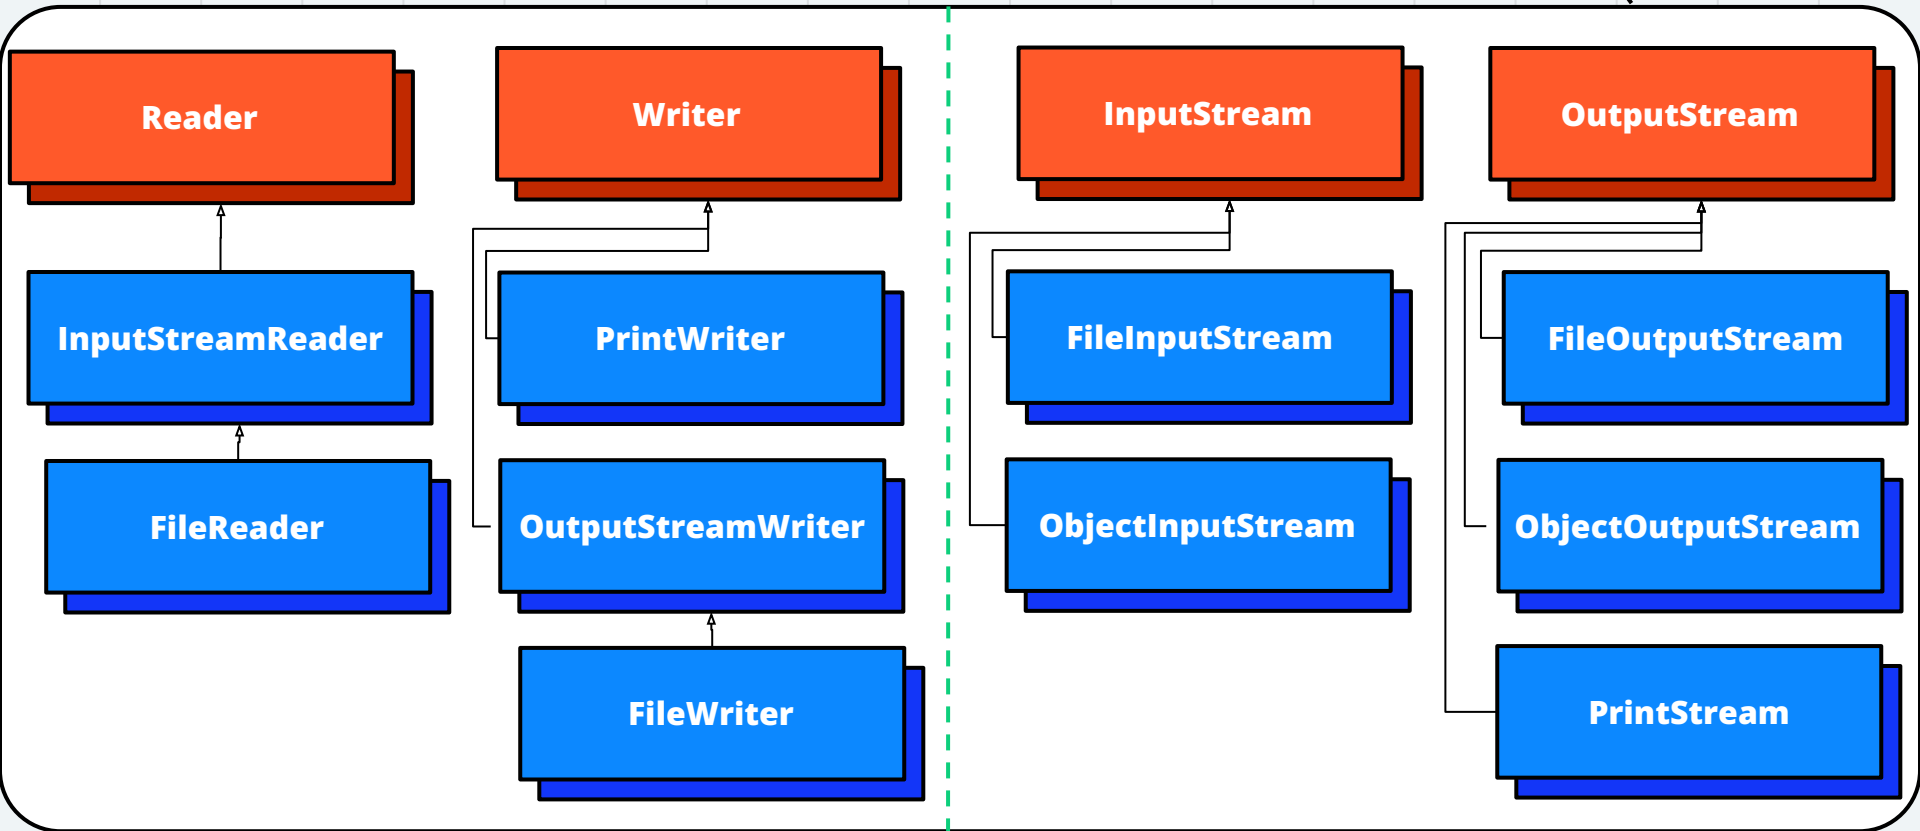 Reader
Writer
InputStream
OutputStream
InputStreamReader
PrintWriter
FileInputStream
FileOutputStream
FileReader
OutputStreamWriter
ObjectInputStream
ObjectOutputStream
FileWriter
PrintStream